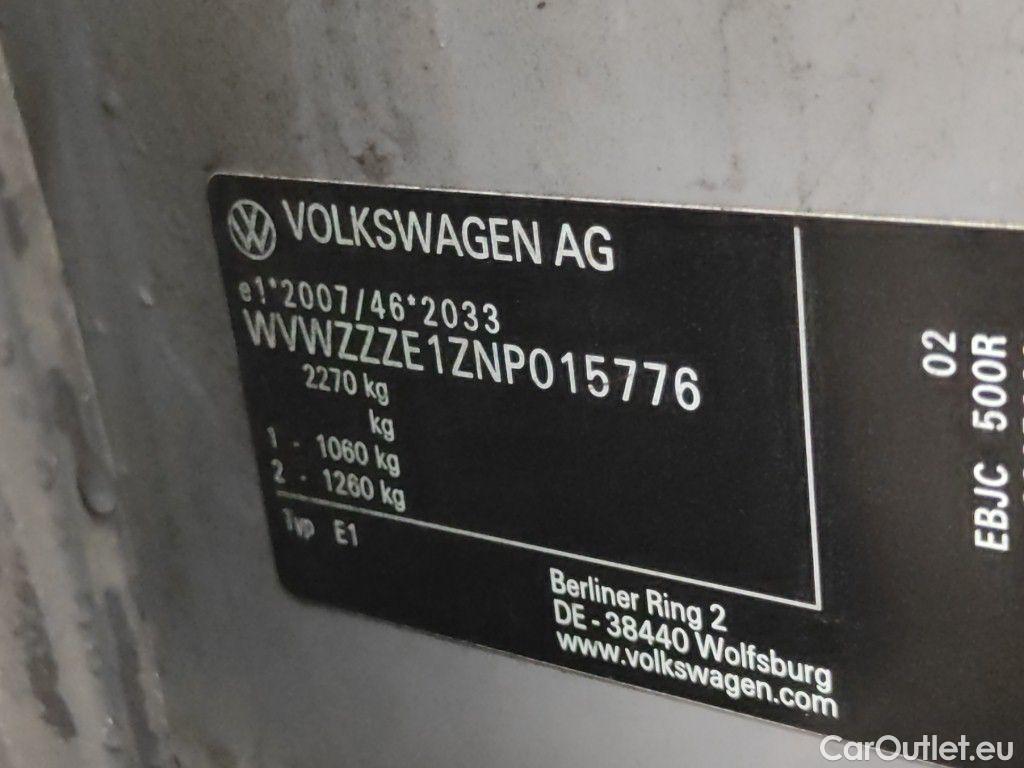 VOLKSWAGEN AG
e1*2007/46*2033
WVWZZZE1ZNP015776
2270 kg
kg
1 - 1060 kg
2 - 1260 kg
Typ E1
Berliner Ring 2
DE - 38440 Wolfsburg
www.volkswagen.com
02
EBJC 500R
CarOutlet.eu